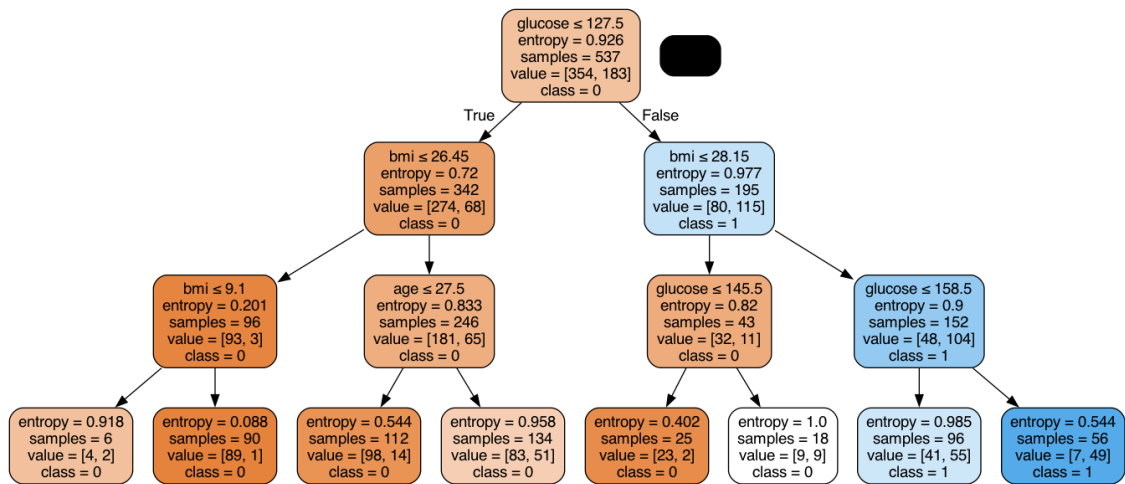 glucose ≤ 127.5
entropy = 0.926
samples = 537
value = [354, 183]
class = 0
True
False
bmi ≤ 26.45
entropy = 0.72
samples = 342
value = [274, 68]
class = 0
bmi ≤ 28.15
entropy = 0.977
samples = 195
value = [80, 115]
class = 1
bmi ≤ 9.1
entropy = 0.201
samples = 96
value = [93, 3]
class = 0
age ≤ 27.5
entropy = 0.833
samples = 246
value = [181, 65]
class = 0
glucose ≤ 145.5
entropy = 0.82
samples = 43
value = [32, 11]
class = 0
glucose ≤ 158.5
entropy = 0.9
samples = 152
value = [48, 104]
class = 1
entropy = 0.918
samples = 6
value = [4, 2]
class = 0
entropy = 0.088
samples = 90
value = [89, 1]
class = 0
entropy = 0.544
samples = 112
value = [98, 14]
class = 0
entropy = 0.958
samples = 134
value = [83, 51]
class = 0
entropy = 0.402
samples = 25
value = [23, 2]
class = 0
entropy = 1.0
samples = 18
value = [9, 9]
class = 0
entropy = 0.985
samples = 96
value = [41, 55]
class = 1
entropy = 0.544
samples = 56
value = [7, 49]
class = 1